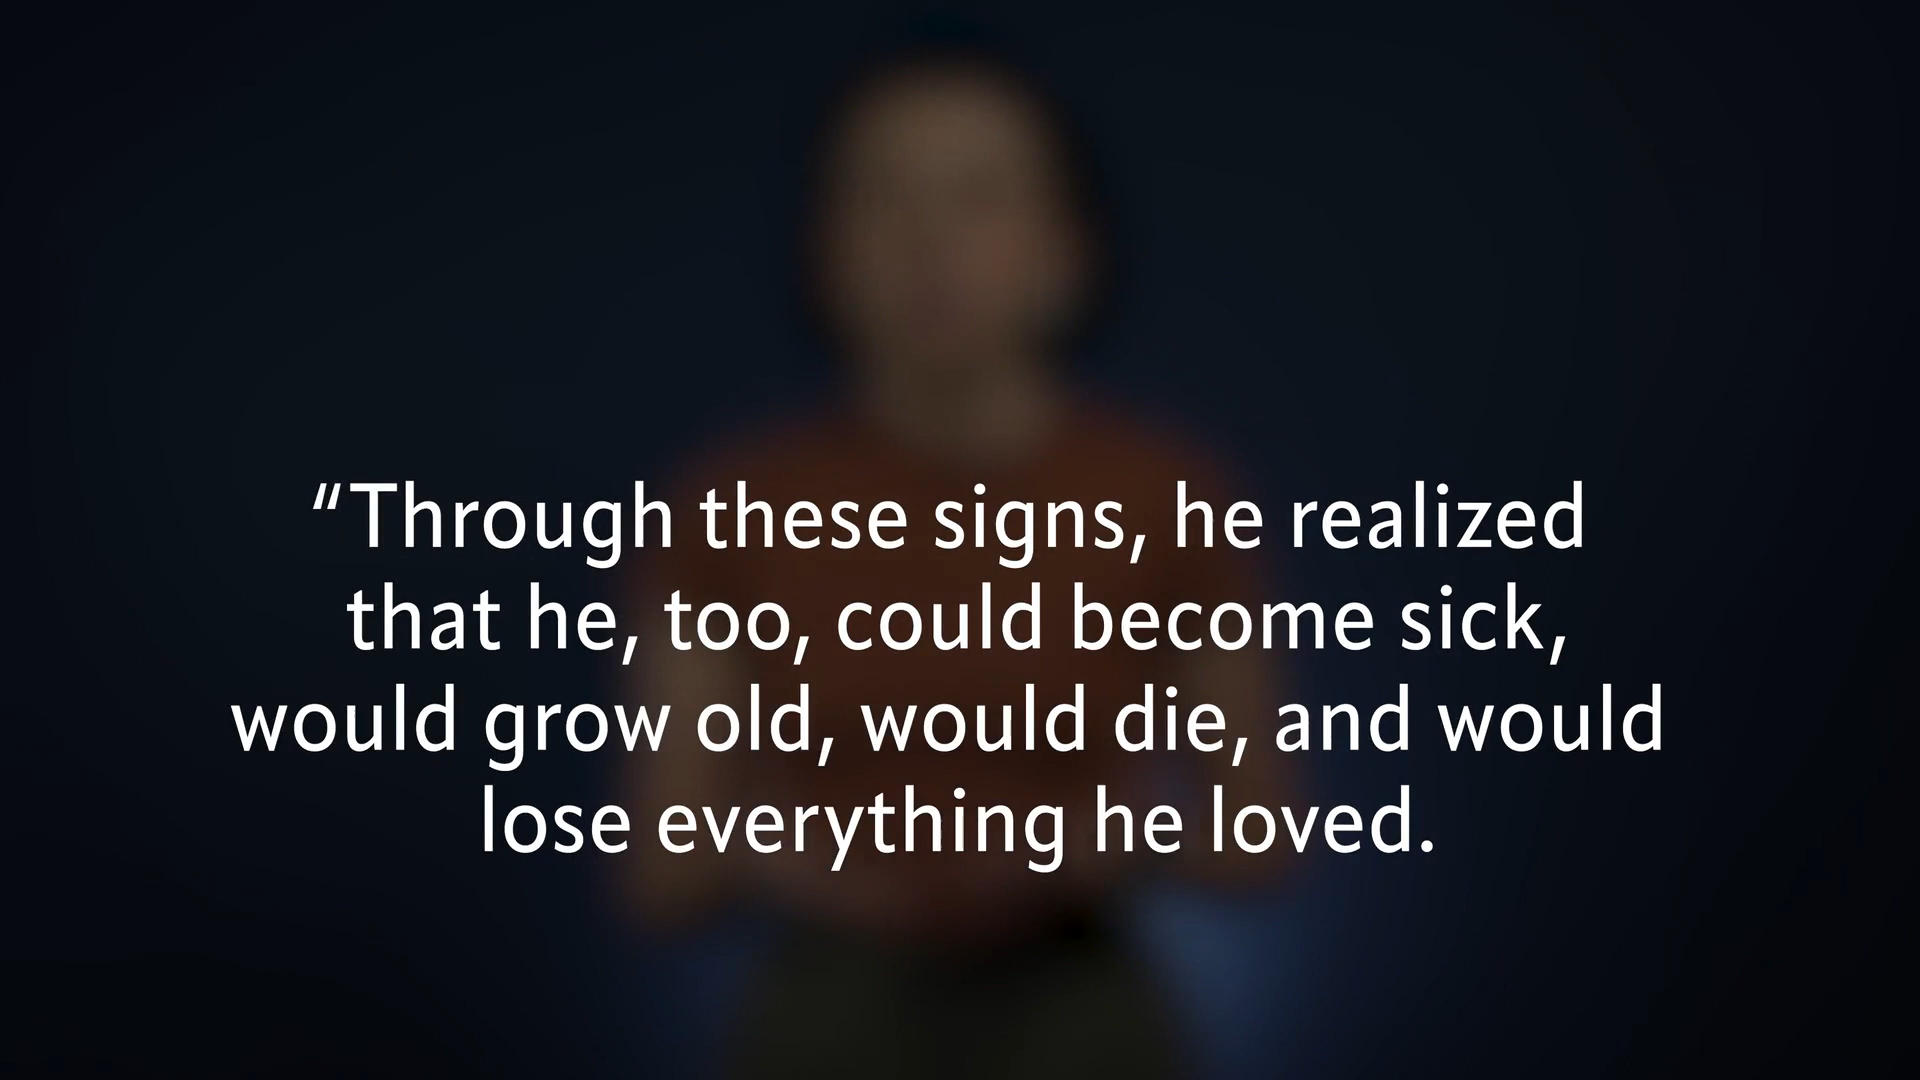 “Through these signs, he realized
that he, too, could become sick,
would grow old, would die, and would
lose everything he loved.